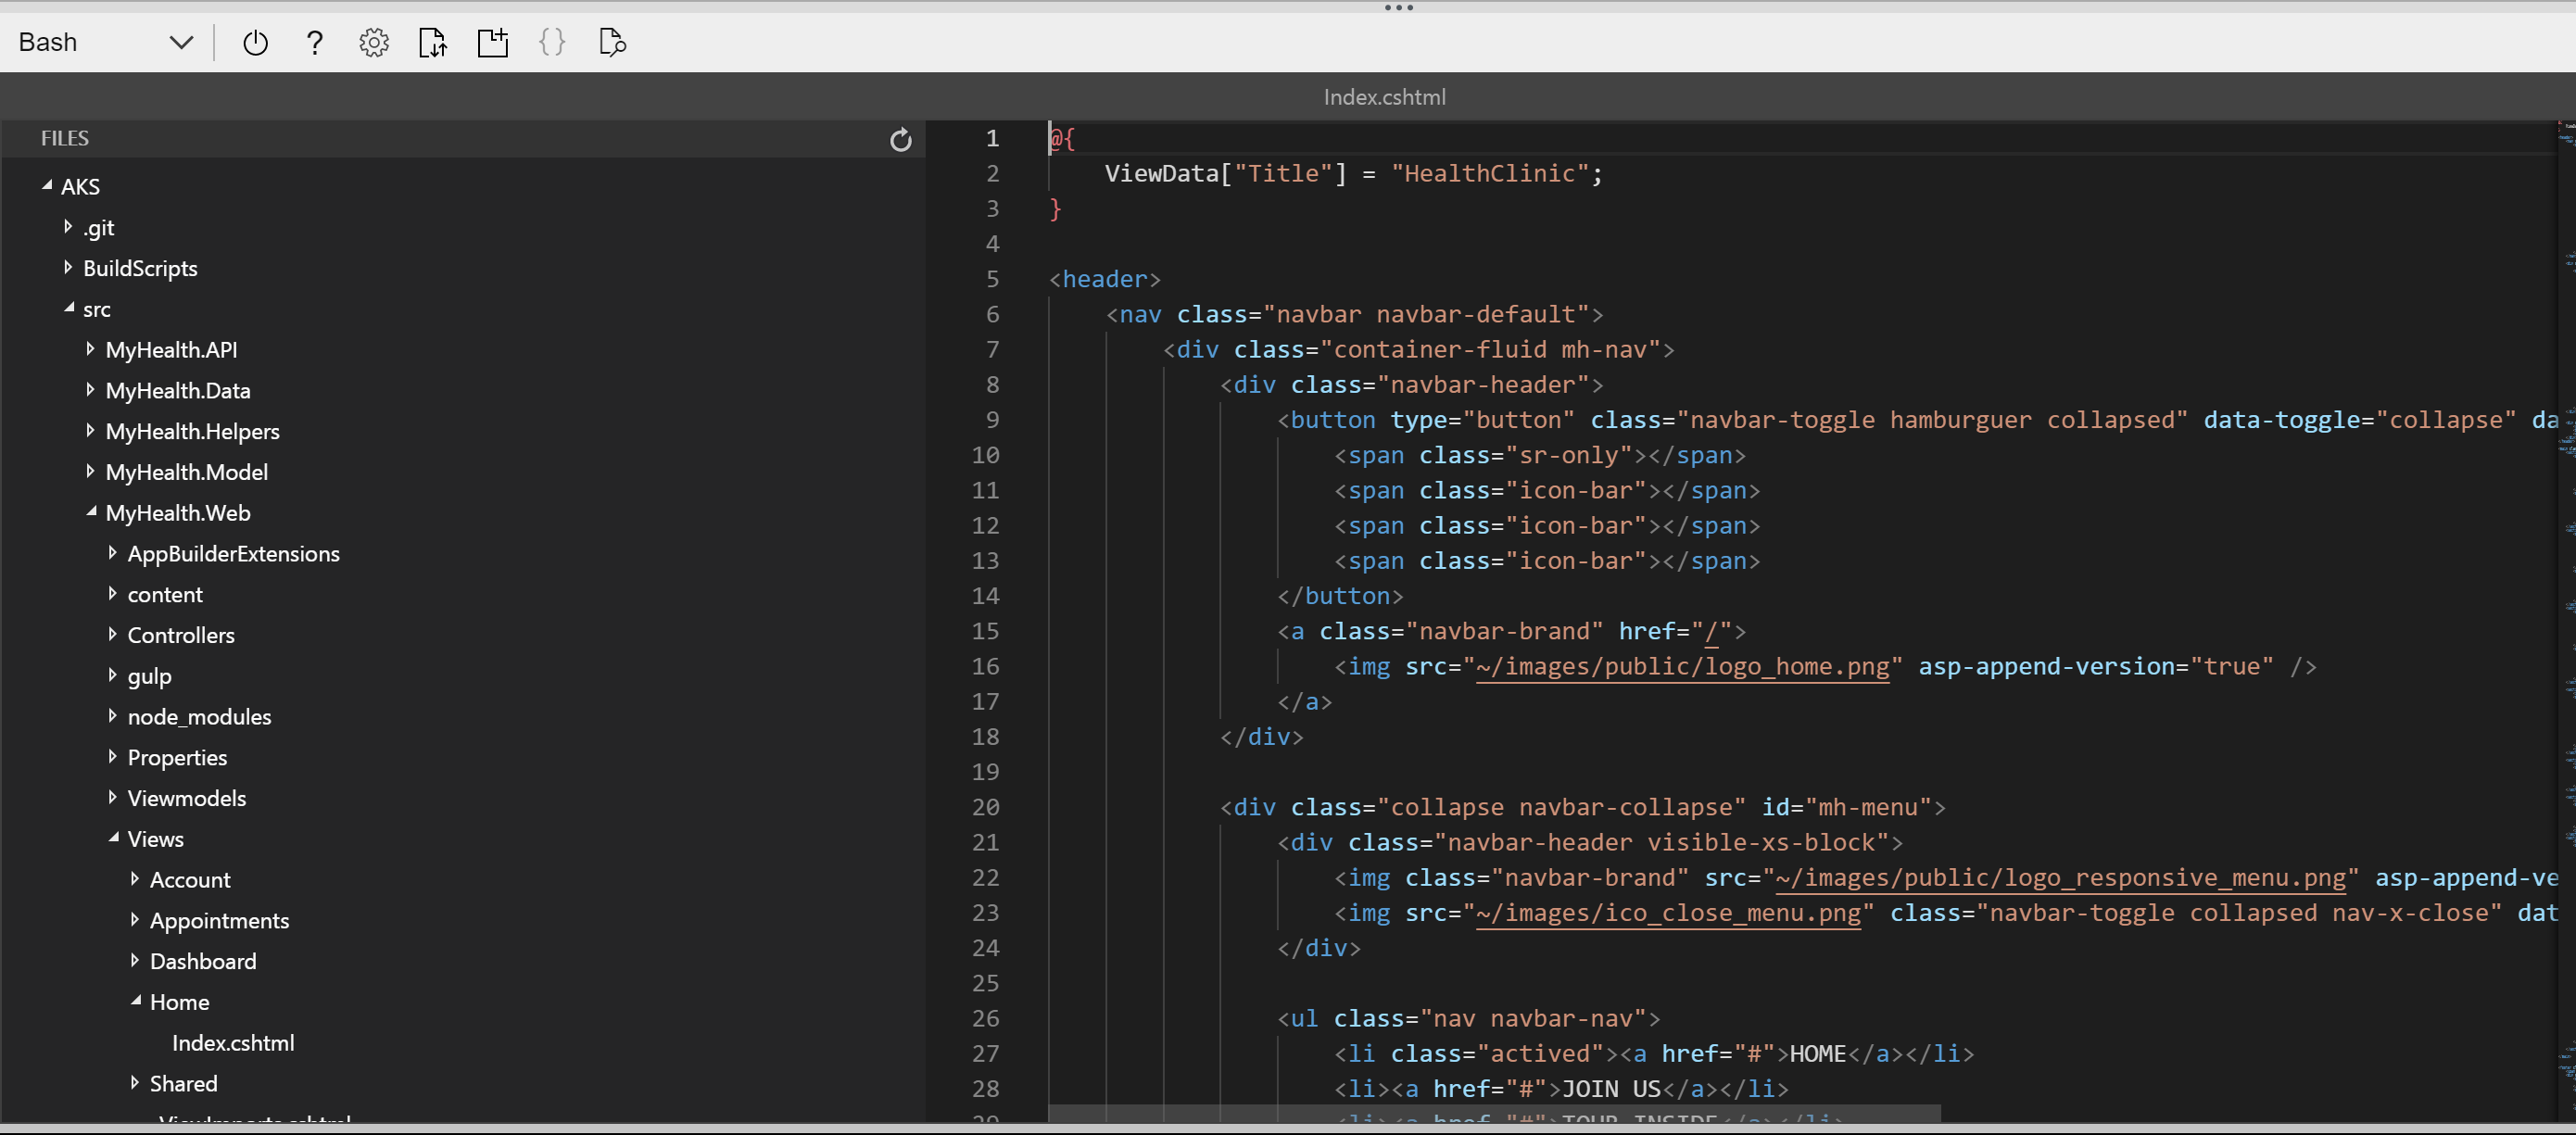 Bash
Index.cshtml
FILES
AKS
.git
BuildScripts
src
MyHealth.API
MyHealth.Data
MyHealth.Helpers
MyHealth.Model
MyHealth.Web
AppBuilderExtensions
content
Controllers
gulp
node_modules
Properties
Viewmodels
Views
Account
Appointments
Dashboard
Home
Index.cshtml
Shared
1 @{
2     ViewData["Title"] = "HealthClinic";
3 }
4
5 <header>
6     <nav class="navbar navbar-default">
7         <div class="container-fluid mh-nav">
8             <div class="navbar-header">
9                 <button type="button" class="navbar-toggle hamburguer collapsed" data-toggle="collapse" da
10                     <span class="sr-only"></span>
11                     <span class="icon-bar"></span>
12                     <span class="icon-bar"></span>
13                     <span class="icon-bar"></span>
14                 </button>
15                 <a class="navbar-brand" href="/">
16                     <img src="~/images/public/logo_home.png" asp-append-version="true" />
17                 </a>
18             </div>
19
20             <div class="collapse navbar-collapse" id="mh-menu">
21                 <div class="navbar-header visible-xs-block">
22                     <img class="navbar-brand" src="~/images/public/logo_responsive_menu.png" asp-append-ve
23                     <img src="~/images/ico_close_menu.png" class="navbar-toggle collapsed nav-x-close" dat
24                 </div>
25
26                 <ul class="nav navbar-nav">
27                     <li class="actived"><a href="#">HOME</a></li>
28                     <li><a href="#">JOIN US</a></li>
29                     <li><a href="#">TOUR INSIDE</a></li>